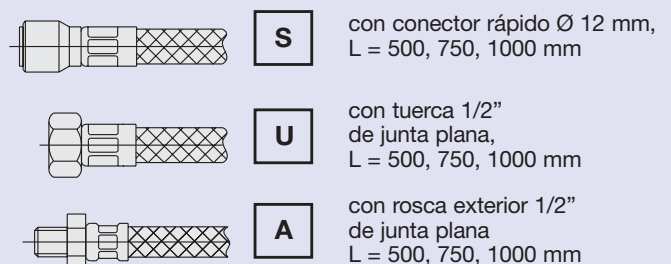 S
con conector rápido Ø 12 mm,
L = 500, 750, 1000 mm
U
con tuerca 1/2”
de junta plana,
L = 500, 750, 1000 mm
A
con rosca exterior 1/2”
de junta plana
L = 500, 750, 1000 mm